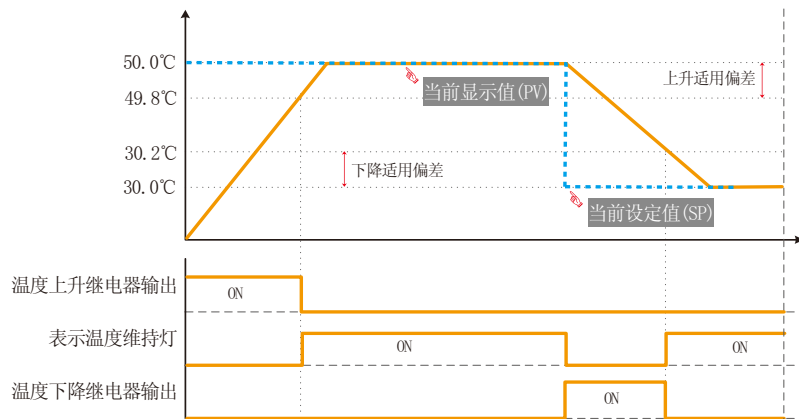 50.0℃
49.8℃
30.2℃
30.0℃
当前显示值(PV)
上升适用偏差
下降适用偏差
当前设定值(SP)
温度上升继电器输出
ON
表示温度维持灯
ON
ON
温度下降继电器输出
ON